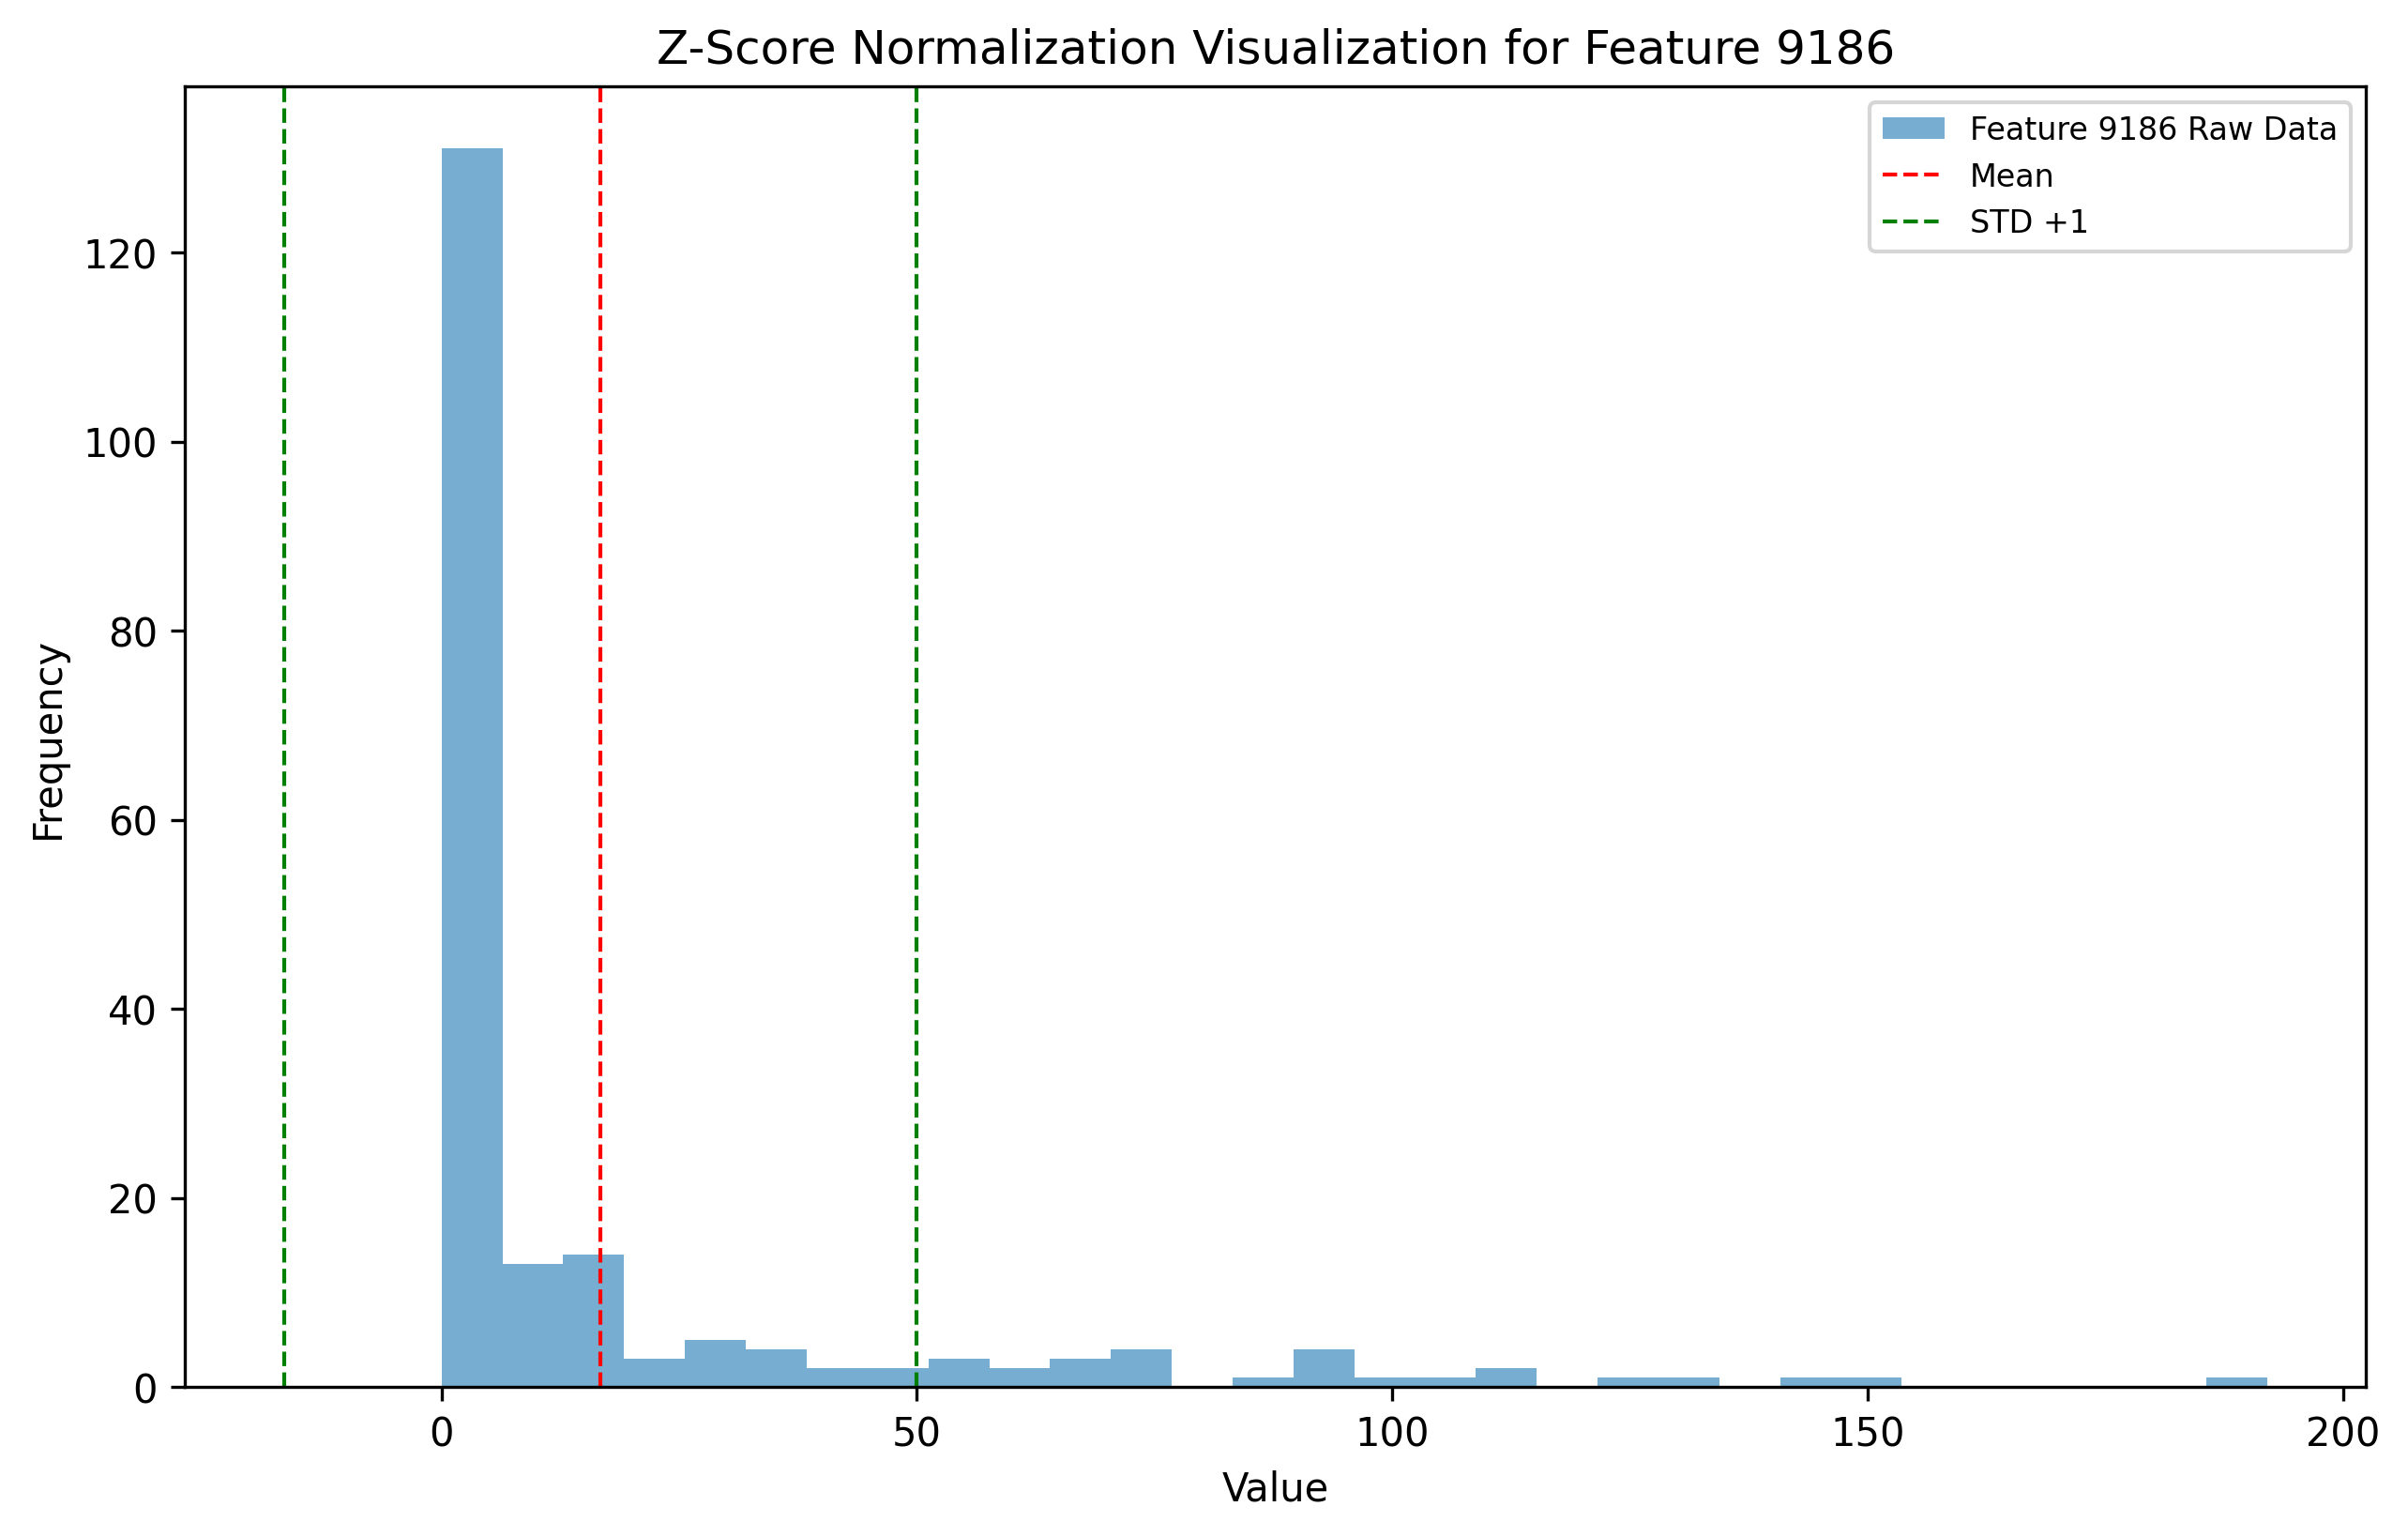 Z-Score Normalization Visualization for Feature 9186
Feature 9186 Raw Data
Mean
STD +1
120
100
80
60
40
20
0
Frequency
0 50 100 150 200
Value